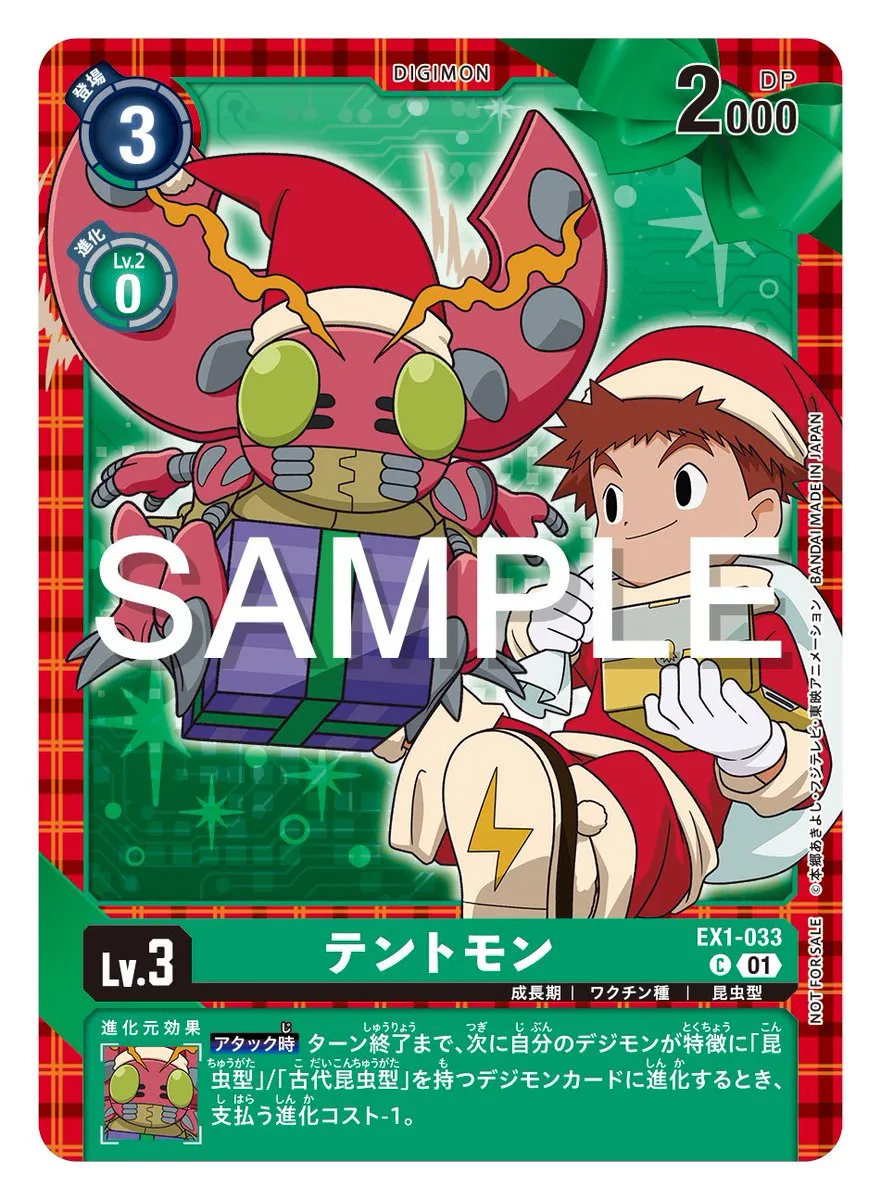 DIGIMON
登場
3
DP
2000
進化
Lv.2
0
SAMPLE
©本郷あきよし・フジテレビ・東映アニメーション BANDAI MADE IN JAPAN
NOT FOR SALE
Lv.3
テントモン
EX1-033
C 01
成長期 | ワクチン種 | 昆虫型
進化元効果
アタック時 ターン終了まで、次に自分のデジモンが特徴に「昆
虫型」/「古代昆虫型」を持つデジモンカードに進化するとき、
支払う進化コスト-1。